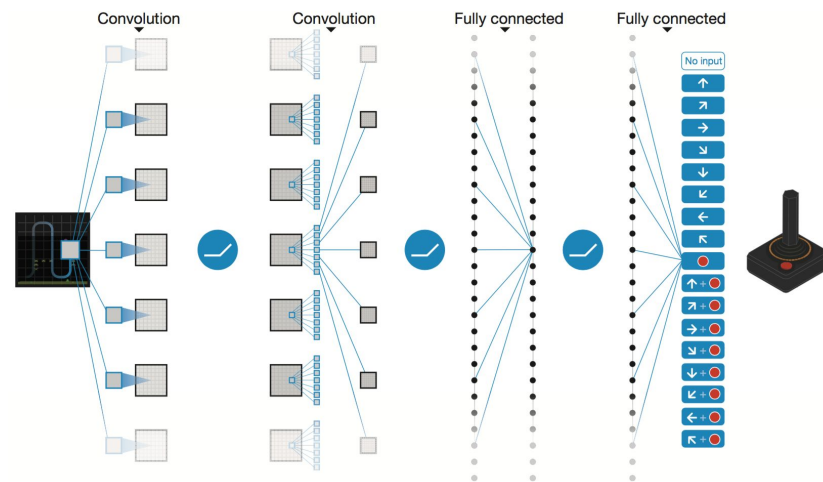 Convolution
Convolution
Fully connected
Fully connected
No input
+
+
+
+
+
+
+
+